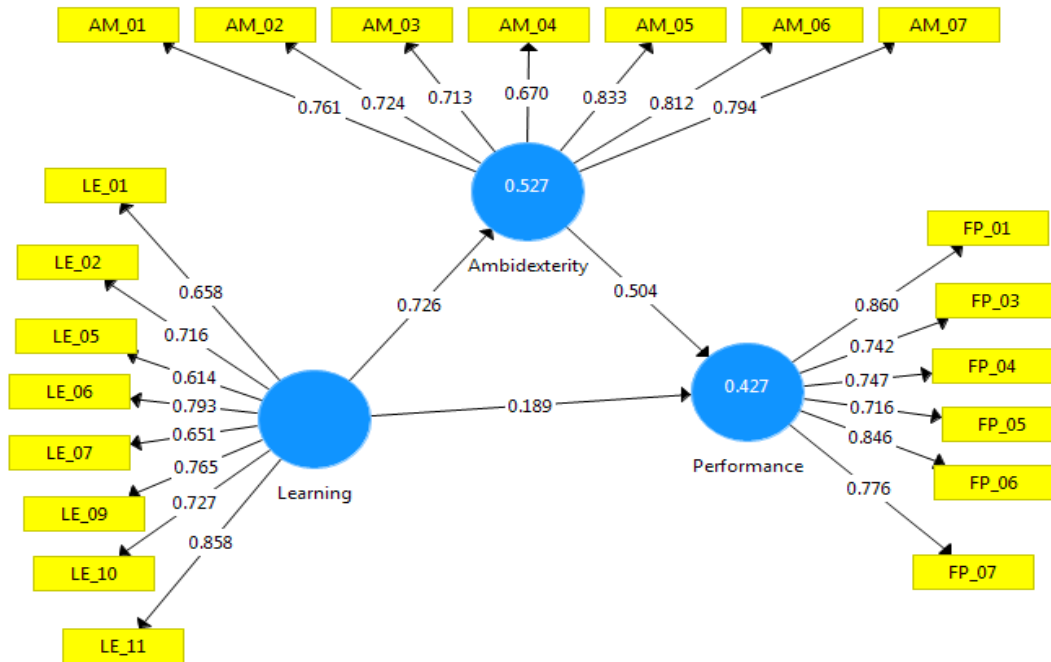 AM_01 AM_02 AM_03 AM_04 AM_05 AM_06 AM_07
0.761 0.724 0.713 0.670 0.833 0.812 0.794
0.527
Ambidexterity
LE_01
LE_02
LE_05
LE_06
LE_07
LE_09
LE_10
LE_11
0.658
0.716
0.614
0.793
0.651
0.765
0.727
0.858
Learning
0.726
0.504
0.189
0.427
Performance
0.860
0.742
0.747
0.716
0.846
0.776
FP_01
FP_03
FP_04
FP_05
FP_06
FP_07